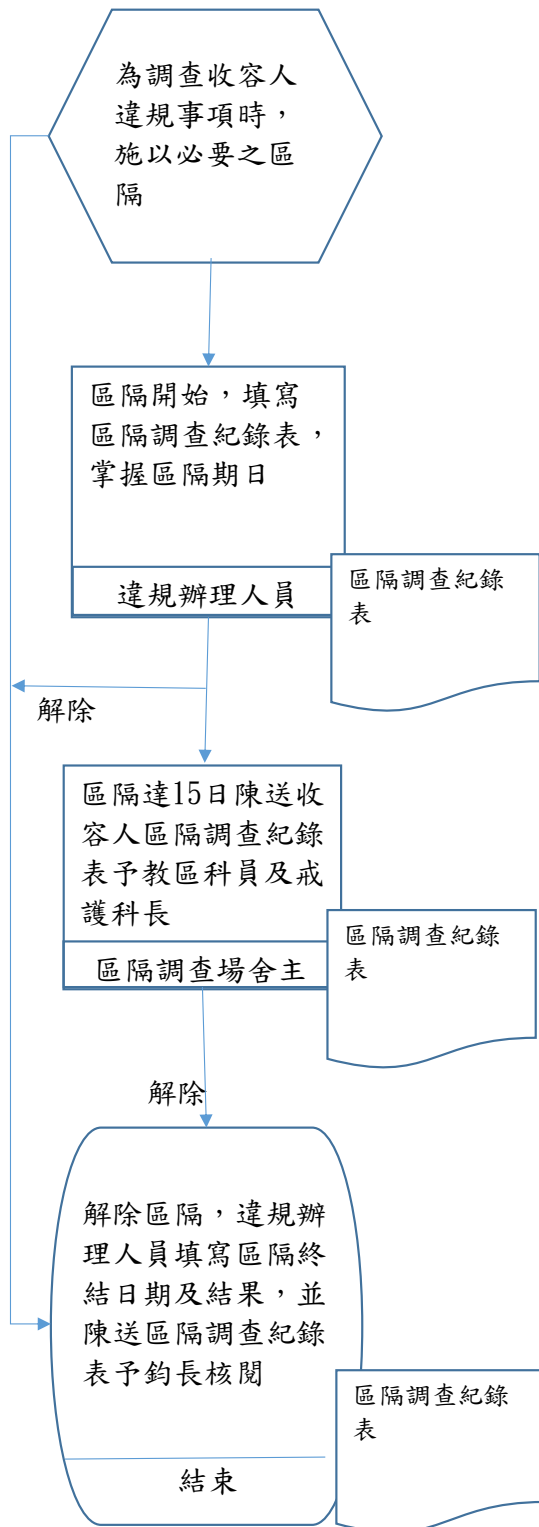 為調查收容人
違規事項時，
施以必要之區
隔
區隔開始，填寫
區隔調查紀錄表，
掌握區隔期日
違規辦理人員
區隔調查紀錄
表
解除
區隔達15日陳送收
容人區隔調查紀錄
表予教區科員及戒
護科長
區隔調查場舍主
區隔調查紀錄
表
解除
解除區隔，違規辦
理人員填寫區隔終
結日期及結果，並
陳送區隔調查紀錄
表予鈞長核閱
結束
區隔調查紀錄
表